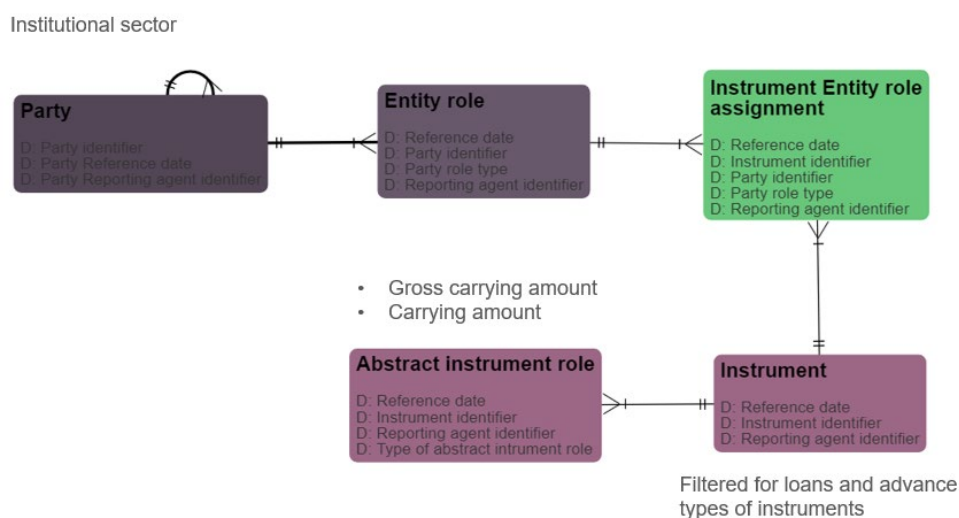 Institutional sector
Party
D: Party identifier
D: Party Reference date
D: Party Reporting agent identifier
Entity role
D: Reference date
D: Party identifier
D: Party role type
D: Reporting agent identifier
Instrument Entity role
assignment
D: Reference date
D: Instrument identifier
D: Party identifier
D: Party role type
D: Reporting agent identifier
• Gross carrying amount
• Carrying amount
Abstract instrument role
D: Reference date
D: Instrument identifier
D: Reporting agent identifier
D: Type of abstract intrument role
Instrument
D: Reference date
D: Instrument identifier
D: Reporting agent identifier
Filtered for loans and advance
types of instruments